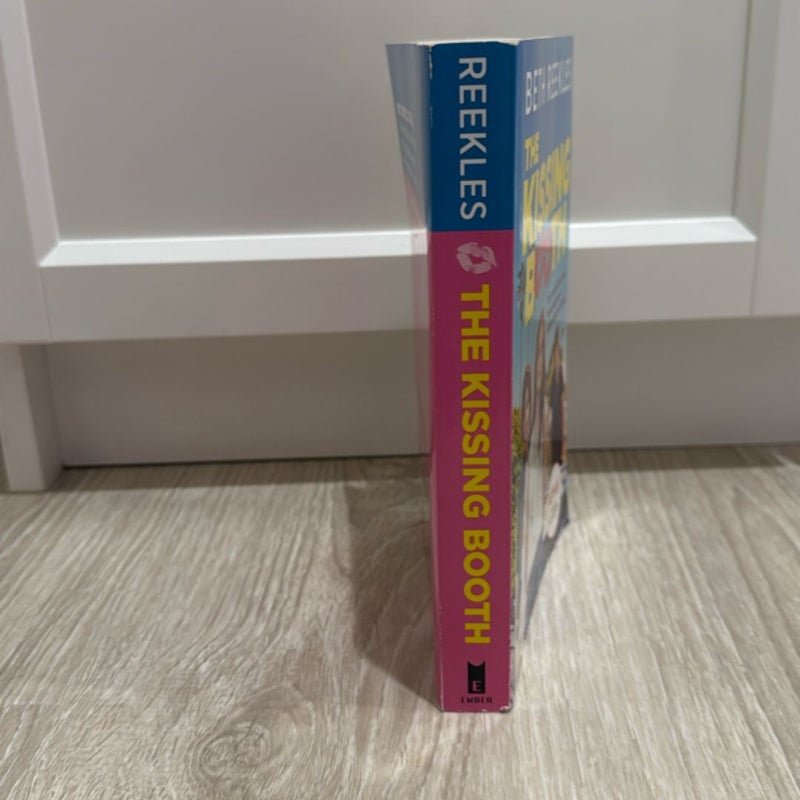 REEKLES
THE KISSING BOOTH
E
EMBER
BETH REEKLES
THE
KISSING
BOOTH